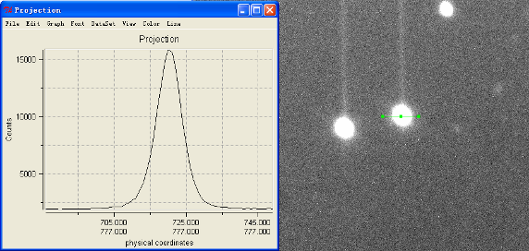 Projection
File Edit Graph Font DataSet View Color Line
Projection
15000
10000
5000
Counts
705.000 725.000 745.000
777.000 777.000 777.000
physical coordinates